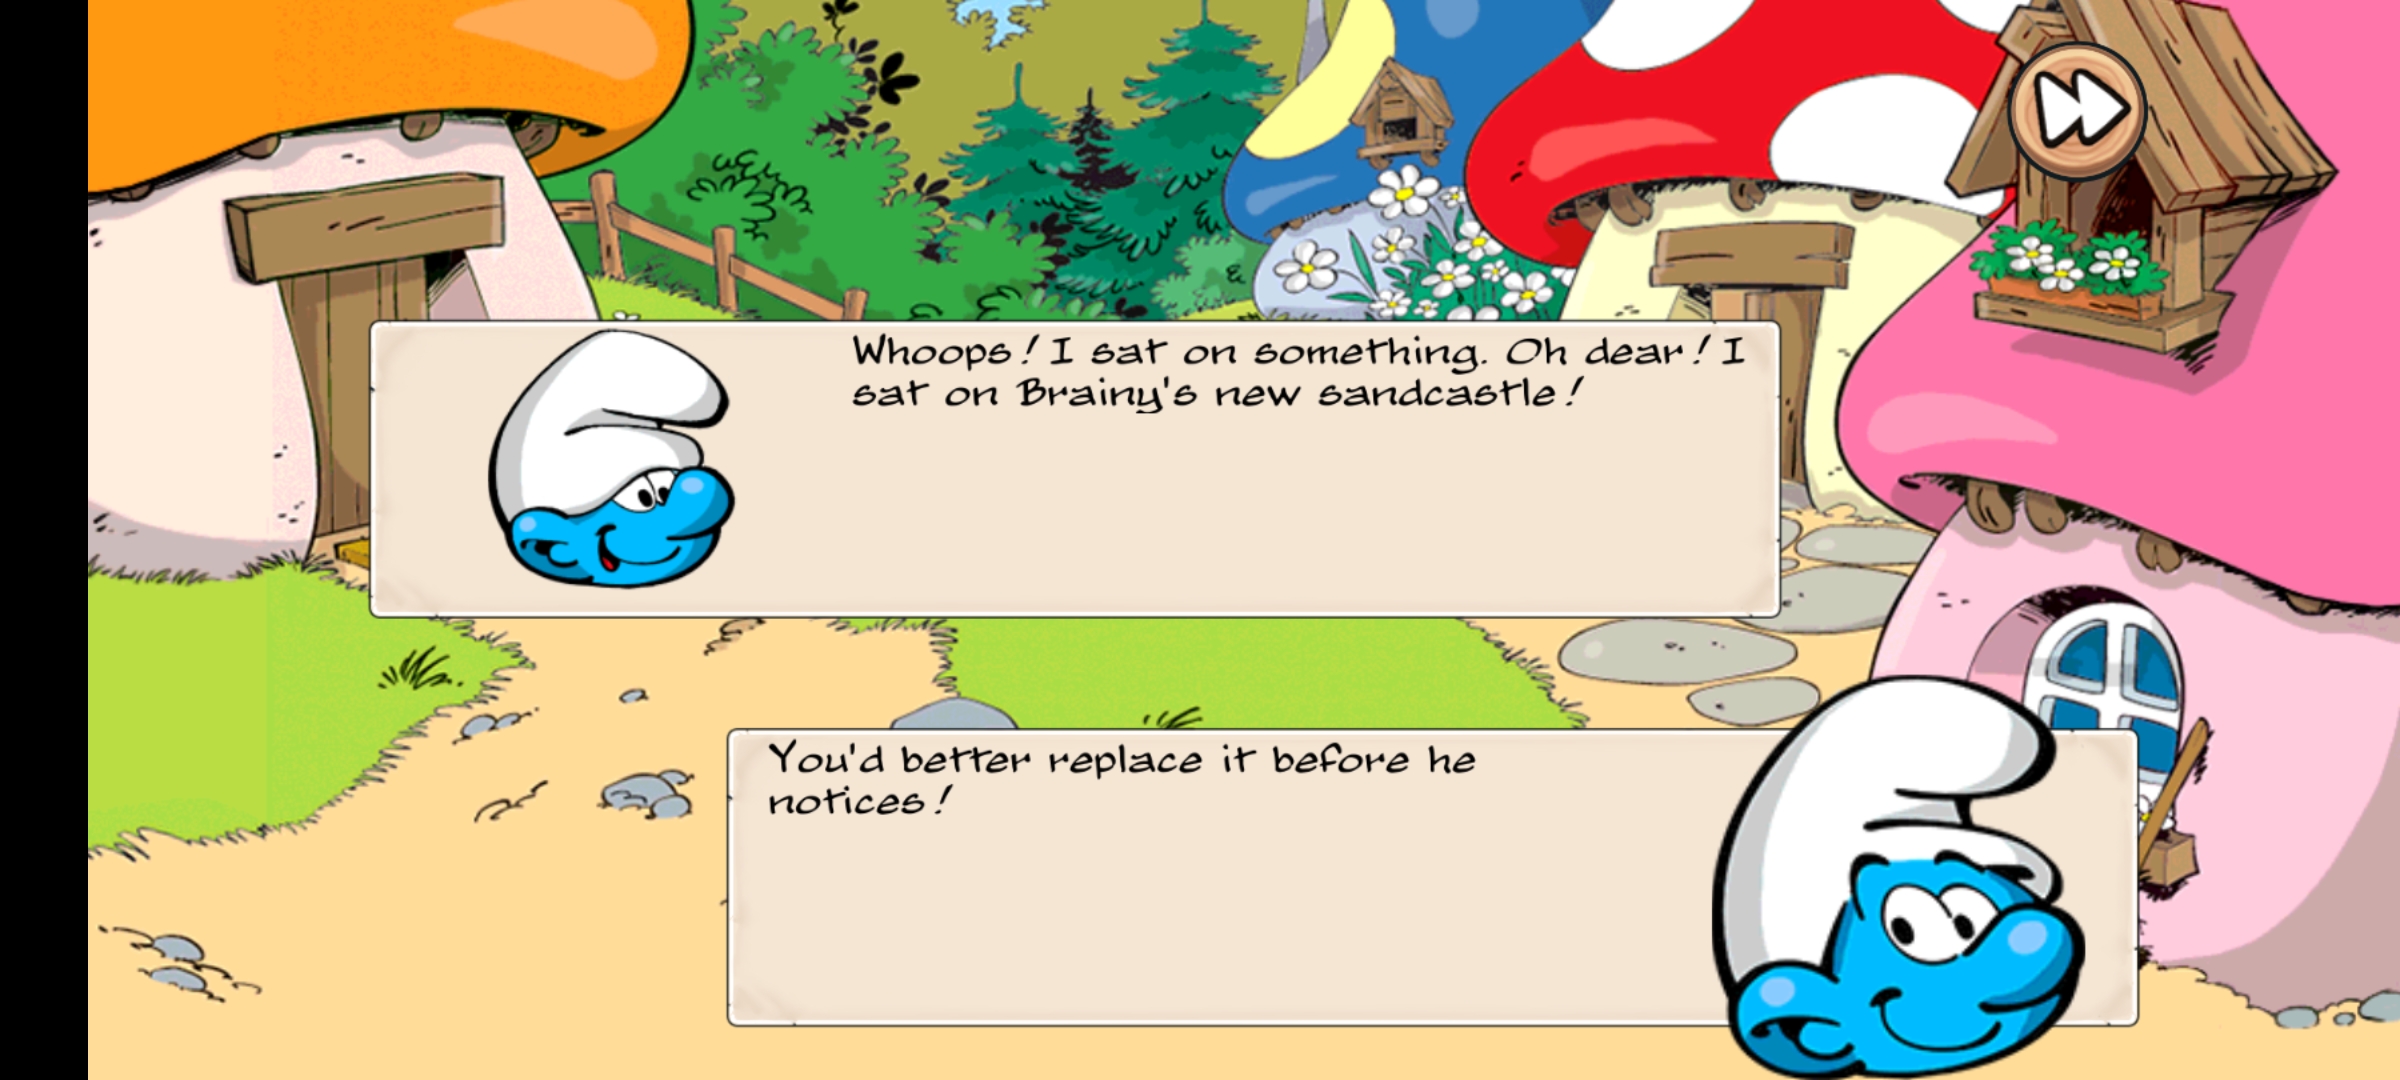 Whoops! I sat on something. Oh dear! I
sat on Brainy's new sandcastle!
You'd better replace it before he
notices!